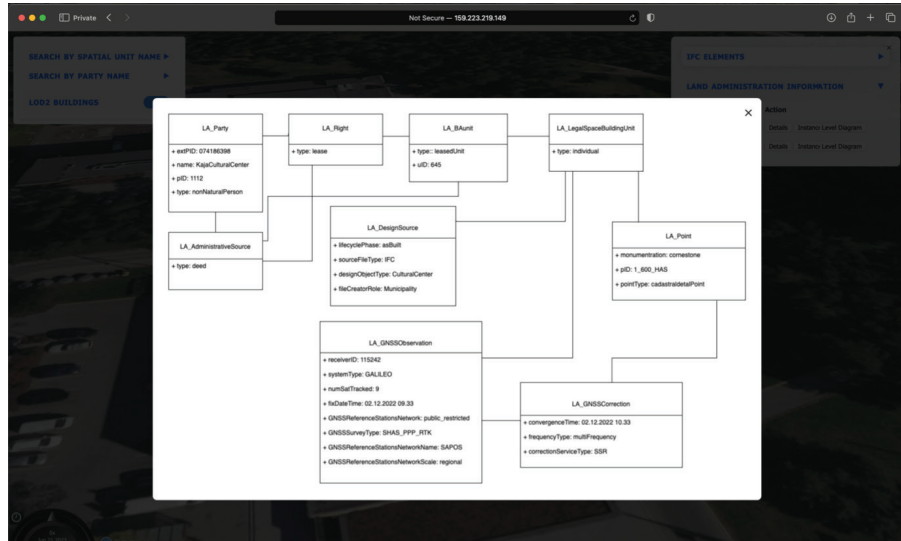 Private
Not Secure — 159.223.219.149
SEARCH BY SPATIAL UNIT NAME
SEARCH BY PARTY NAME
LOD2 BUILDINGS
IFC ELEMENTS
LAND ADMINISTRATION INFORMATION
Action
Details
Instance Level Diagram
Details
Instance Level Diagram
LA_Party
+ extPID: 074186398
+ name: KajaCulturalCenter
+ pID: 1112
+ type: nonNaturalPerson
LA_Right
+ type: lease
LA_BAunit
+ type:: leasedUnit
+ uID: 645
LA_LegalSpaceBuildingUnit
+ type: individual
LA_AdministrativeSource
+ type: deed
LA_DesignSource
+ lifecyclePhase: asBuilt
+ sourceFileType: IFC
+ designObjectType: CulturalCenter
+ fileCreatorRole: Municipality
LA_Point
+ monumentration: cornestone
+ pID: 1_600_HAS
+ pointType: cadastraldetalPoint
LA_GNSSObservation
+ receiverID: 115242
+ systemType: GALILEO
+ numSatTracked: 9
+ fixDateTime: 02.12.2022 09.33
+ GNSSReferenceStationsNetwork: public_restricted
+ GNSSSurveyType: SHAS_PPP_RTK
+ GNSSReferenceStationsNetworkName: SAPOS
+ GNSSReferenceStationsNetworkScale: regional
LA_GNSSCorrection
+ convergenceTime: 02.12.2022 10.33
+ frequencyType: multiFrequency
+ correctionServiceType: SSR